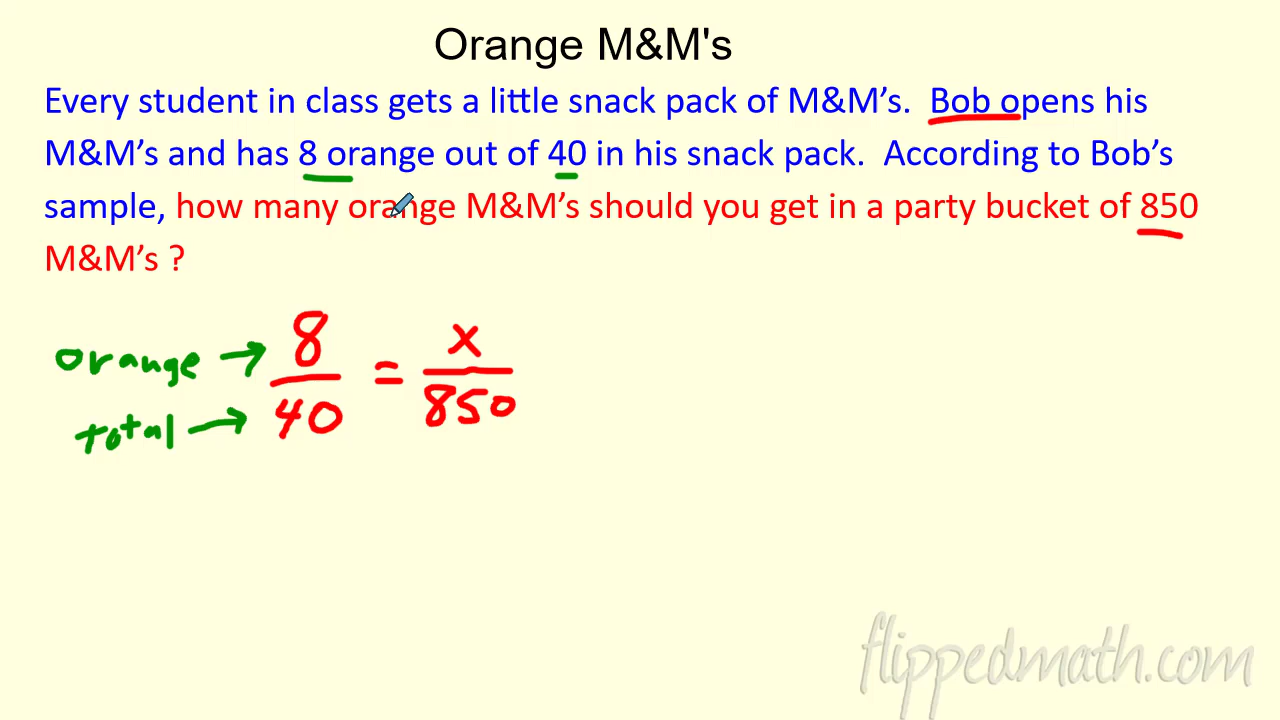 Orange M&M's
Every student in class gets a little snack pack of M&M’s. Bob opens his
M&M’s and has 8 orange out of 40 in his snack pack. According to Bob’s
sample, how many orange M&M’s should you get in a party bucket of 850
M&M’s ?
orange → 8 = x
total → 40 850
flippedmath.com